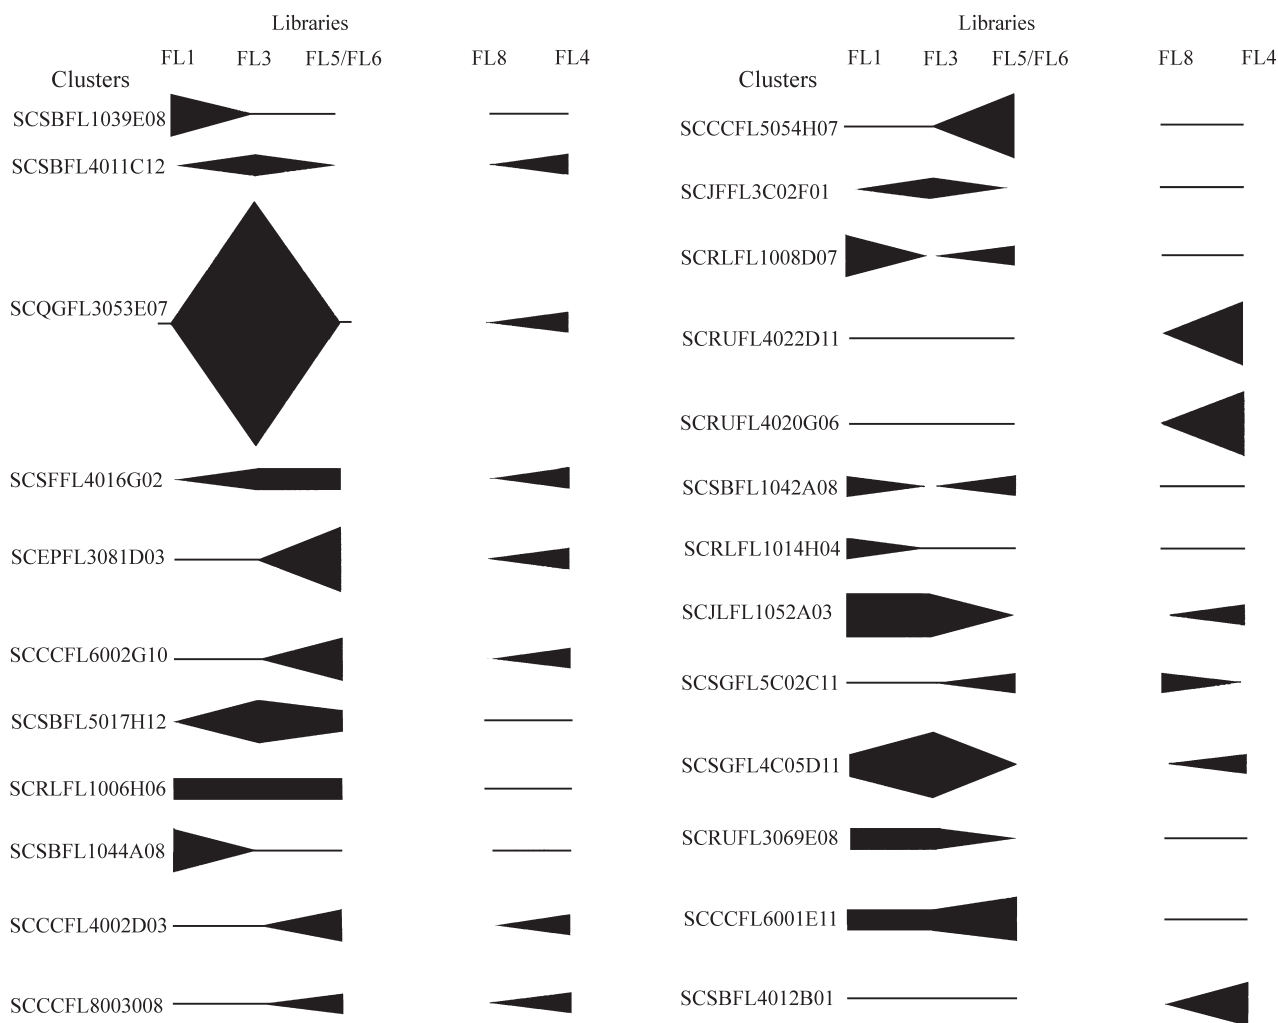 Libraries
FL1 FL3 FL5/FL6 FL8 FL4
Clusters
SCSBFL1039E08
SCSBFL4011C12
SCQGFL3053E07
SCSFFL4016G02
SCEPFL3081D03
SCCCFL6002G10
SCSBFL5017H12
SCRLFL1006H06
SCSBFL1044A08
SCCCFL4002D03
SCCCFL8003008
Libraries
FL1 FL3 FL5/FL6 FL8 FL4
Clusters
SCCCFL5054H07
SCJFFL3C02F01
SCRLFL1008D07
SCRUFL4022D11
SCRUFL4020G06
SCSBFL1042A08
SCRLFL1014H04
SCJLFL1052A03
SCSGFL5C02C11
SCSGFL4C05D11
SCRUFL3069E08
SCCCFL6001E11
SCSBFL4012B01